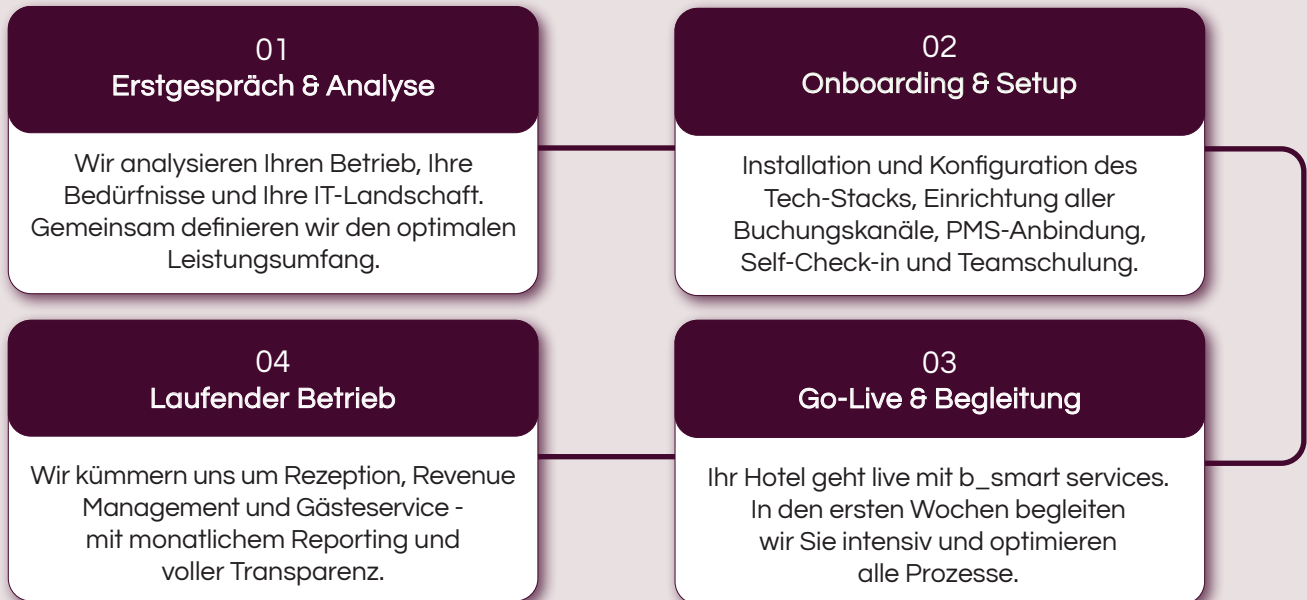 01
Erstgespräch & Analyse
Wir analysieren Ihren Betrieb, Ihre
Bedürfnisse und Ihre IT-Landschaft.
Gemeinsam definieren wir den optimalen
Leistungsumfang.
02
Onboarding & Setup
Installation und Konfiguration des
Tech-Stacks, Einrichtung aller
Buchungskanäle, PMS-Anbindung,
Self-Check-in und Teamschulung.
03
Go-Live & Begleitung
Ihr Hotel geht live mit b_smart services.
In den ersten Wochen begleiten
wir Sie intensiv und optimieren
alle Prozesse.
04
Laufender Betrieb
Wir kümmern uns um Rezeption, Revenue
Management und Gästeservice -
mit monatlichem Reporting und
voller Transparenz.